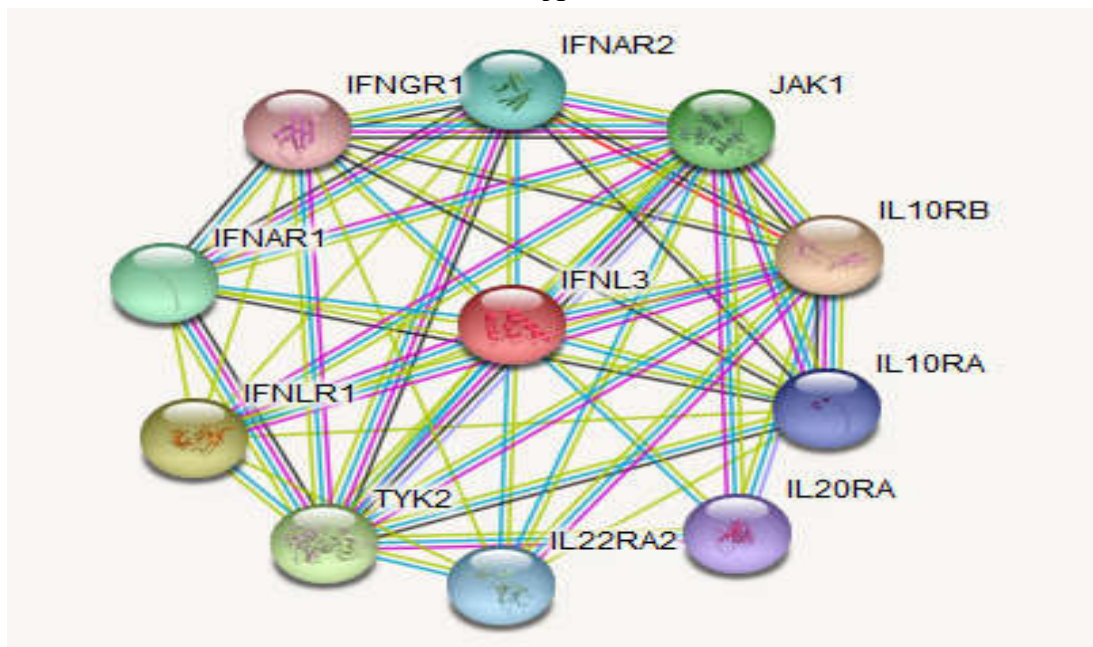 IFNAR2
IFNGR1
JAK1
IL10RB
IFNAR1
IFNL3
IL10RA
IFNLR1
IL20RA
TYK2
IL22RA2